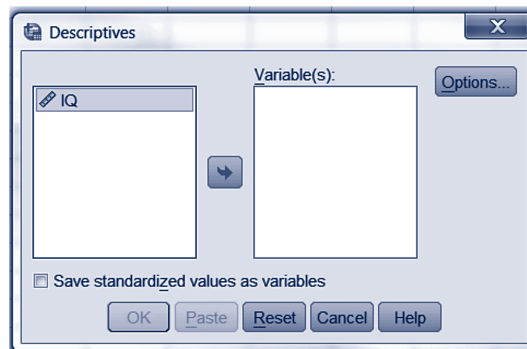 Descriptives
X
Variable(s):
Options...
IQ
Save standardized values as variables
OK Paste Reset Cancel Help